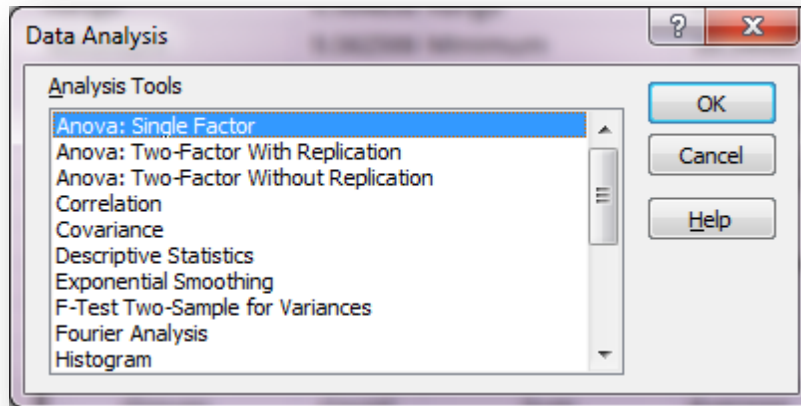 Data Analysis
?
Analysis Tools
Anova: Single Factor
Anova: Two-Factor With Replication
Anova: Two-Factor Without Replication
Correlation
Covariance
Descriptive Statistics
Exponential Smoothing
F-Test Two-Sample for Variances
Fourier Analysis
Histogram
OK
Cancel
Help